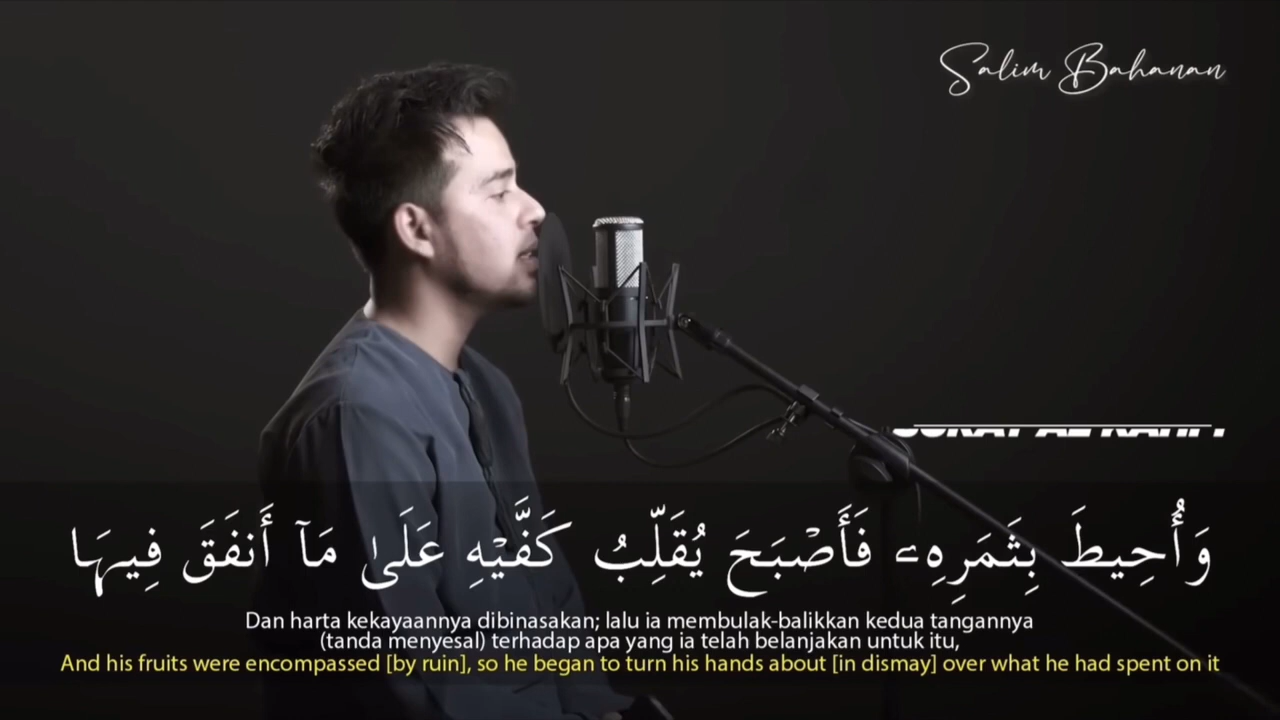 Salim Bahanan
وَأُحِيطَ بِثَمَرِهِۦ فَأَصْبَحَ يُقَلِّبُ كَفَّيْهِ عَلَىٰ مَآ أَنفَقَ فِيهَا
Dan harta kekayaannya dibinasakan; lalu ia membulak-balikkan kedua tangannya
(tanda menyesal) terhadap apa yang ia telah belanjakan untuk itu,
And his fruits were encompassed [by ruin], so he began to turn his hands about [in dismay] over what he had spent on it